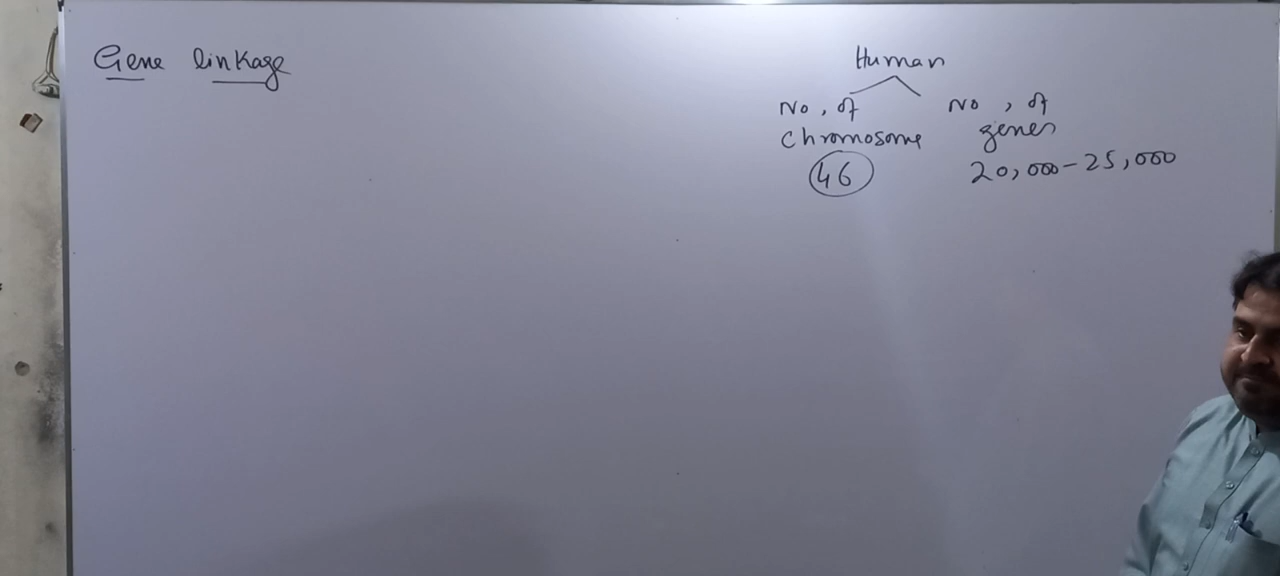 Gene linkage
Human
No, of
chromosome
46
No, of
genes
20,000-25,000